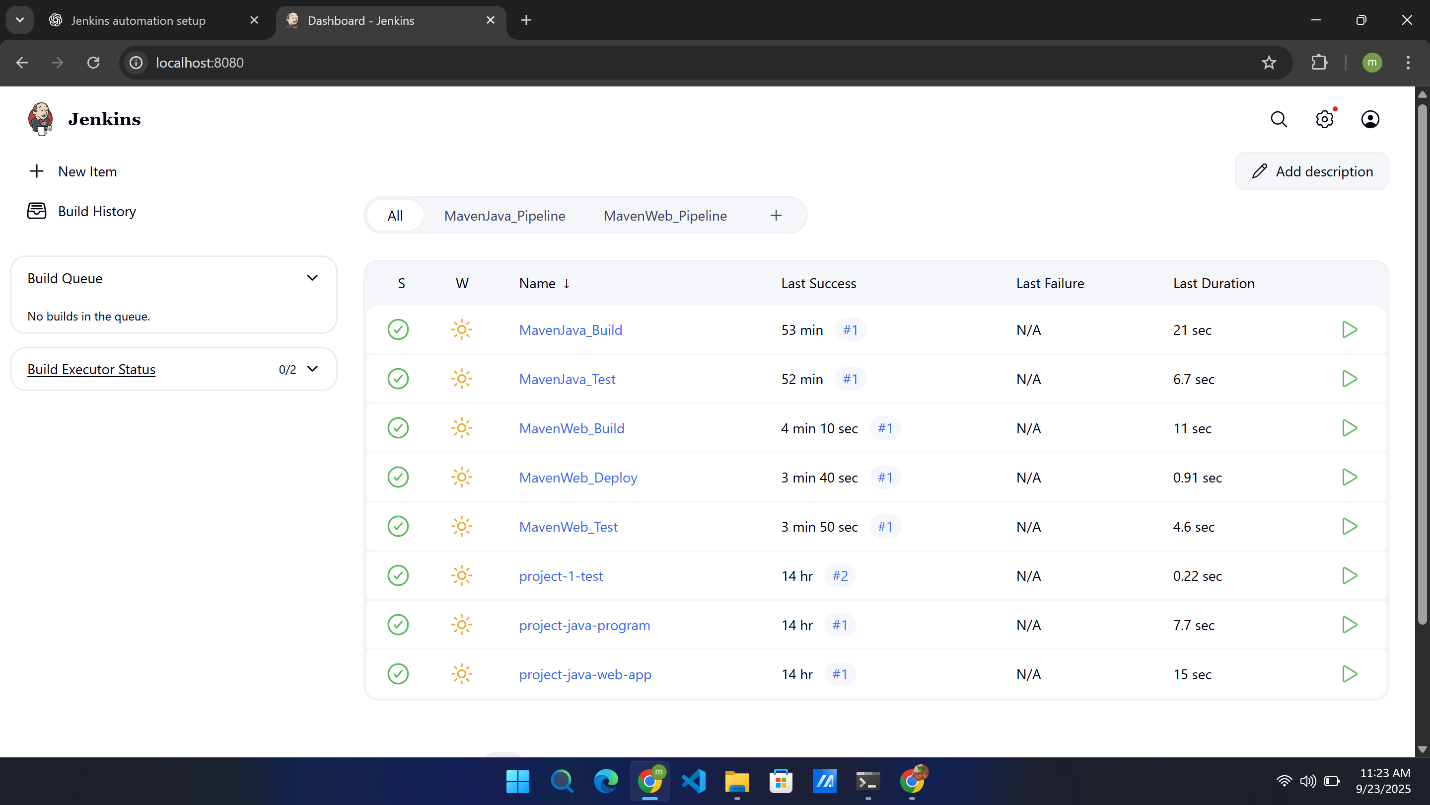 Jenkins automation setup
Dashboard - Jenkins
localhost:8080
m
Jenkins
New Item
Add description
Build History
All MavenJava_Pipeline MavenWeb_Pipeline +
Build Queue
No builds in the queue.
Build Executor Status 0/2
S W Name ↓ Last Success Last Failure Last Duration
MavenJava_Build 53 min #1 N/A 21 sec
MavenJava_Test 52 min #1 N/A 6.7 sec
MavenWeb_Build 4 min 10 sec #1 N/A 11 sec
MavenWeb_Deploy 3 min 40 sec #1 N/A 0.91 sec
MavenWeb_Test 3 min 50 sec #1 N/A 4.6 sec
project-1-test 14 hr #2 N/A 0.22 sec
project-java-program 14 hr #1 N/A 7.7 sec
project-java-web-app 14 hr #1 N/A 15 sec
m
11:23 AM
9/23/2025